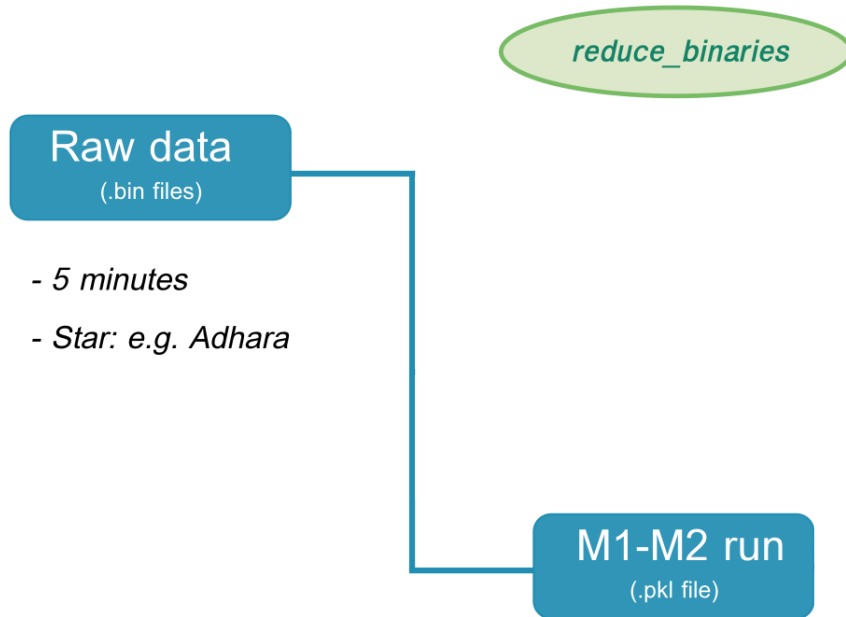 reduce_binaries
Raw data
(.bin files)
- 5 minutes
- Star: e.g. Adhara
M1-M2 run
(.pkl file)